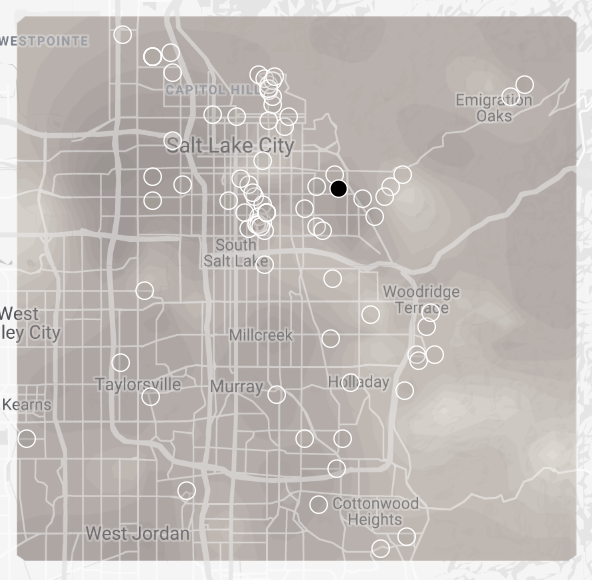 WESTPOINTE
CAPITOL HILL
Emigration
Oaks
Salt Lake City
South
Salt Lake
Woodridge
Terrace
West
ley City
Millcreek
Taylorsville
Murray
Holladay
Kearns
Cottonwood
Heights
West Jordan